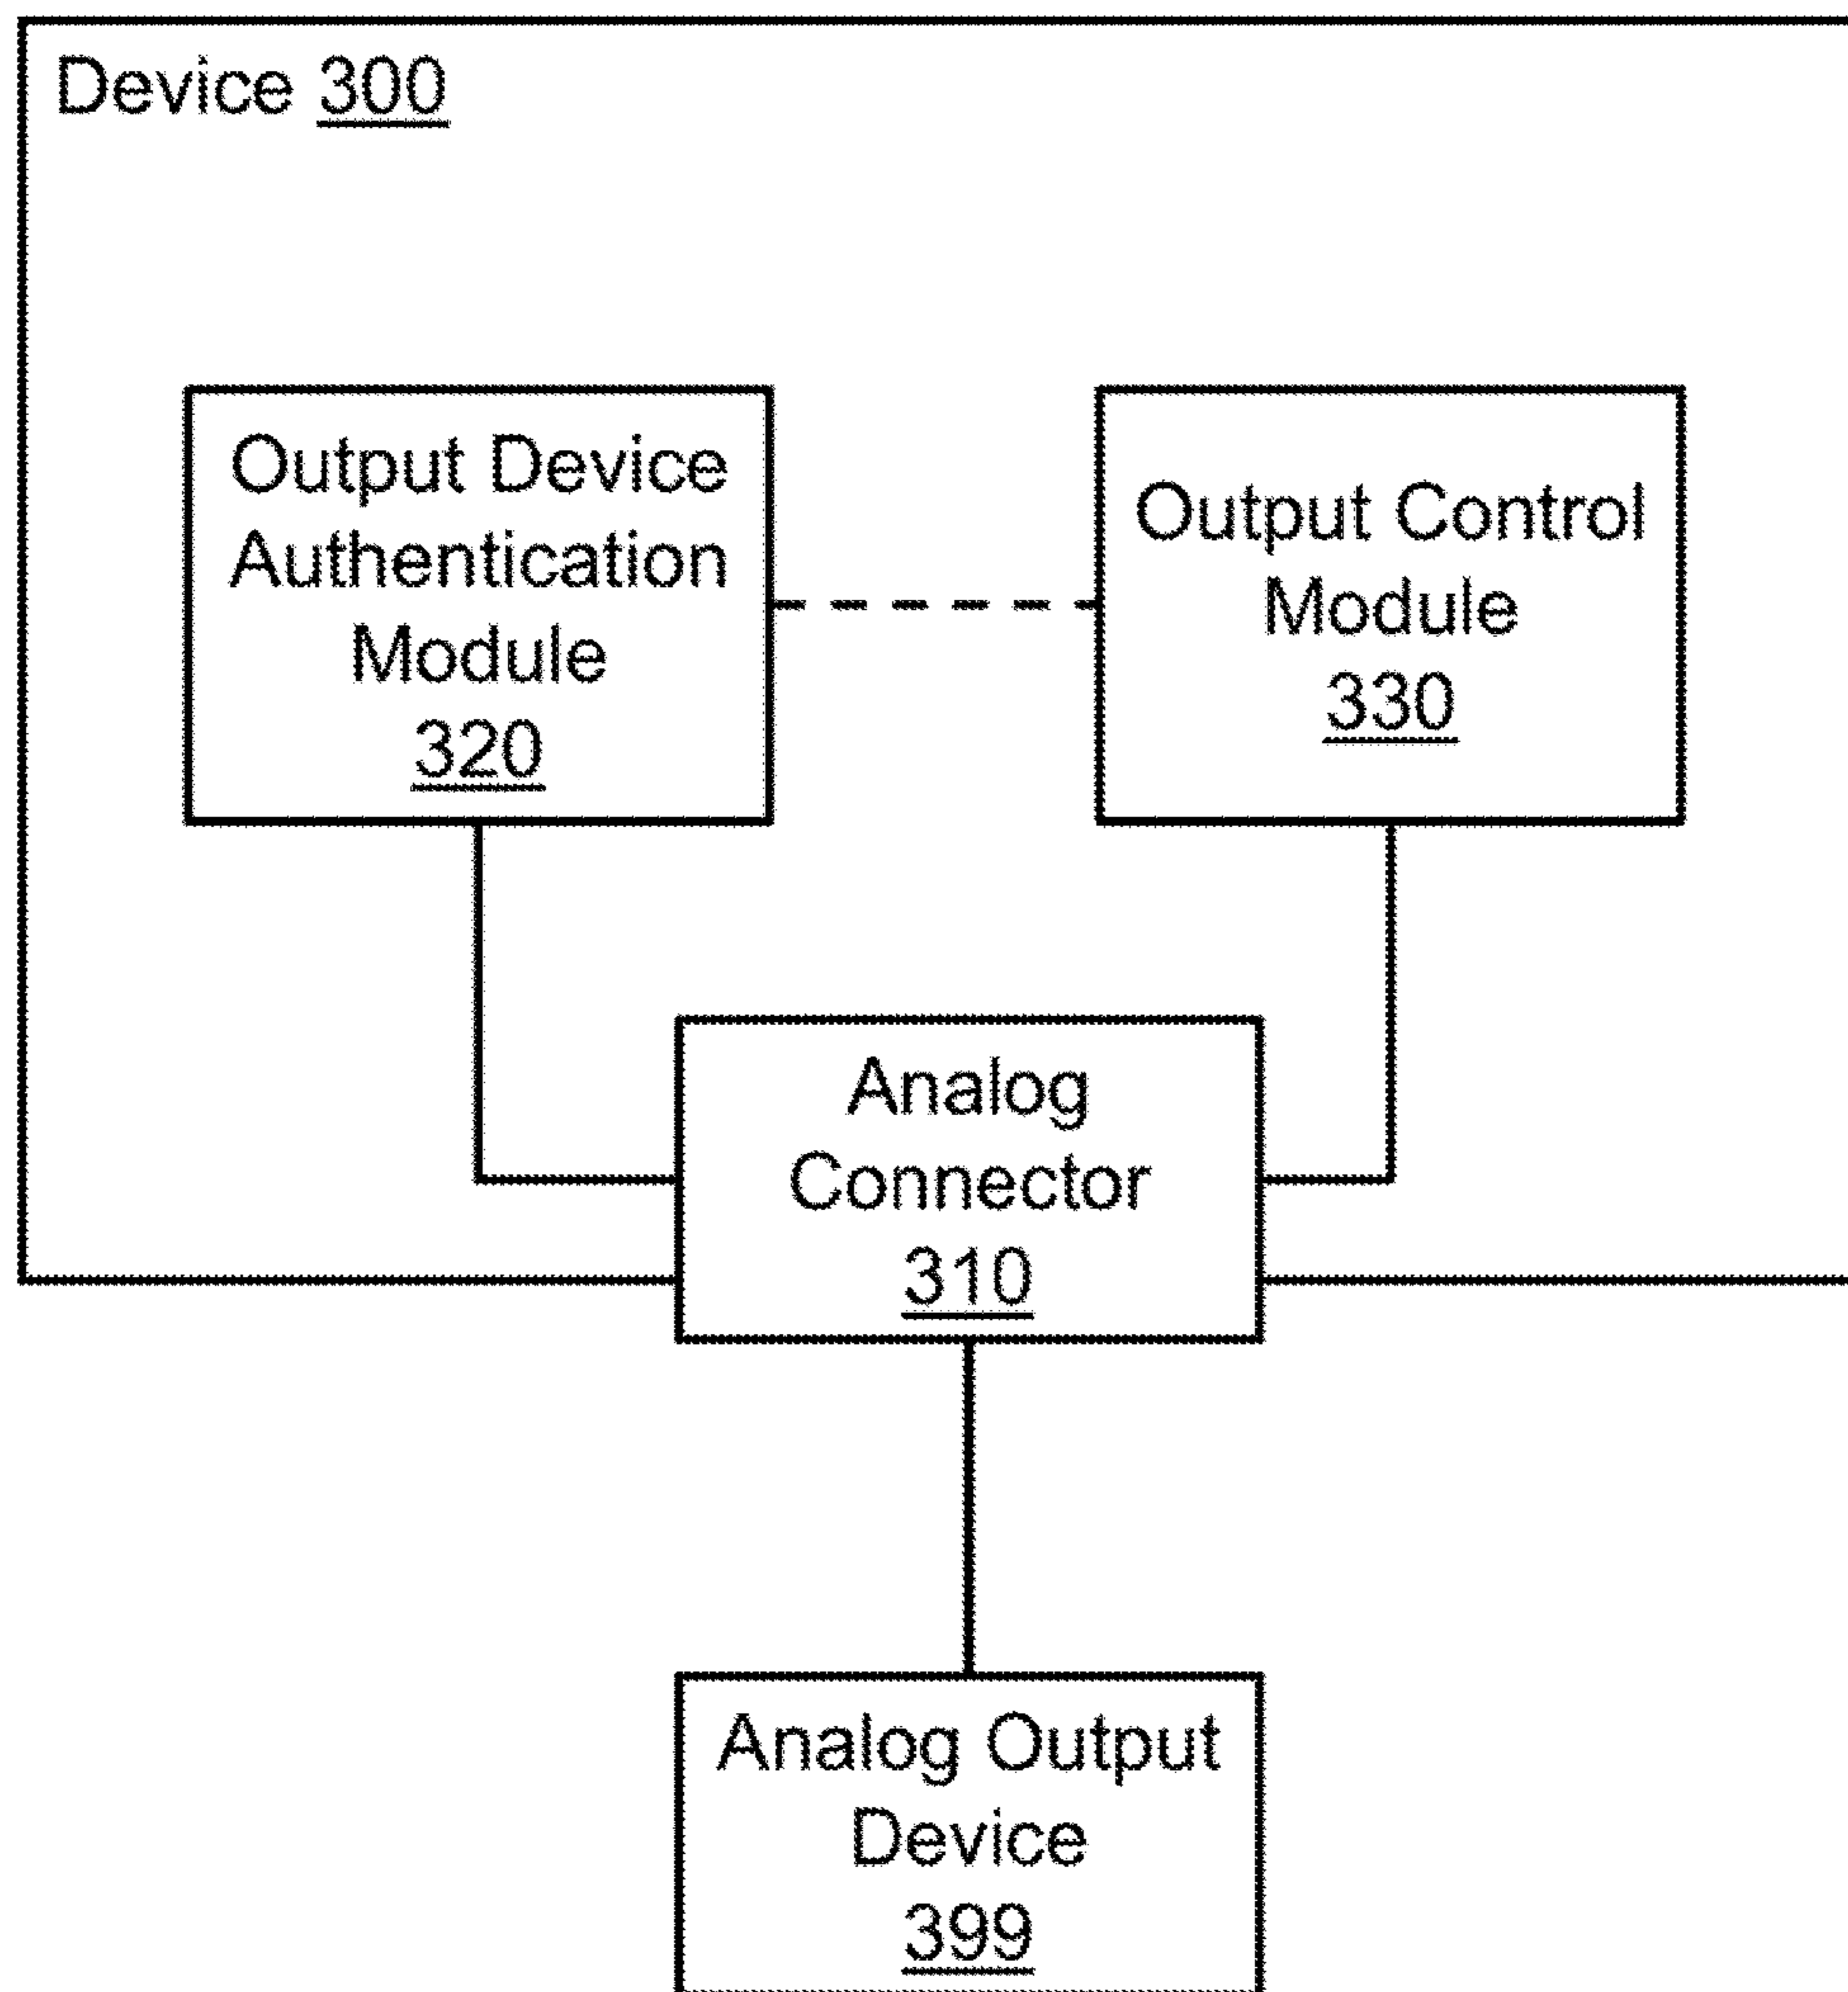 Device 300
Output Device
Authentication
Module
320
Output Control
Module
330
Analog
Connector
310
Analog Output
Device
399